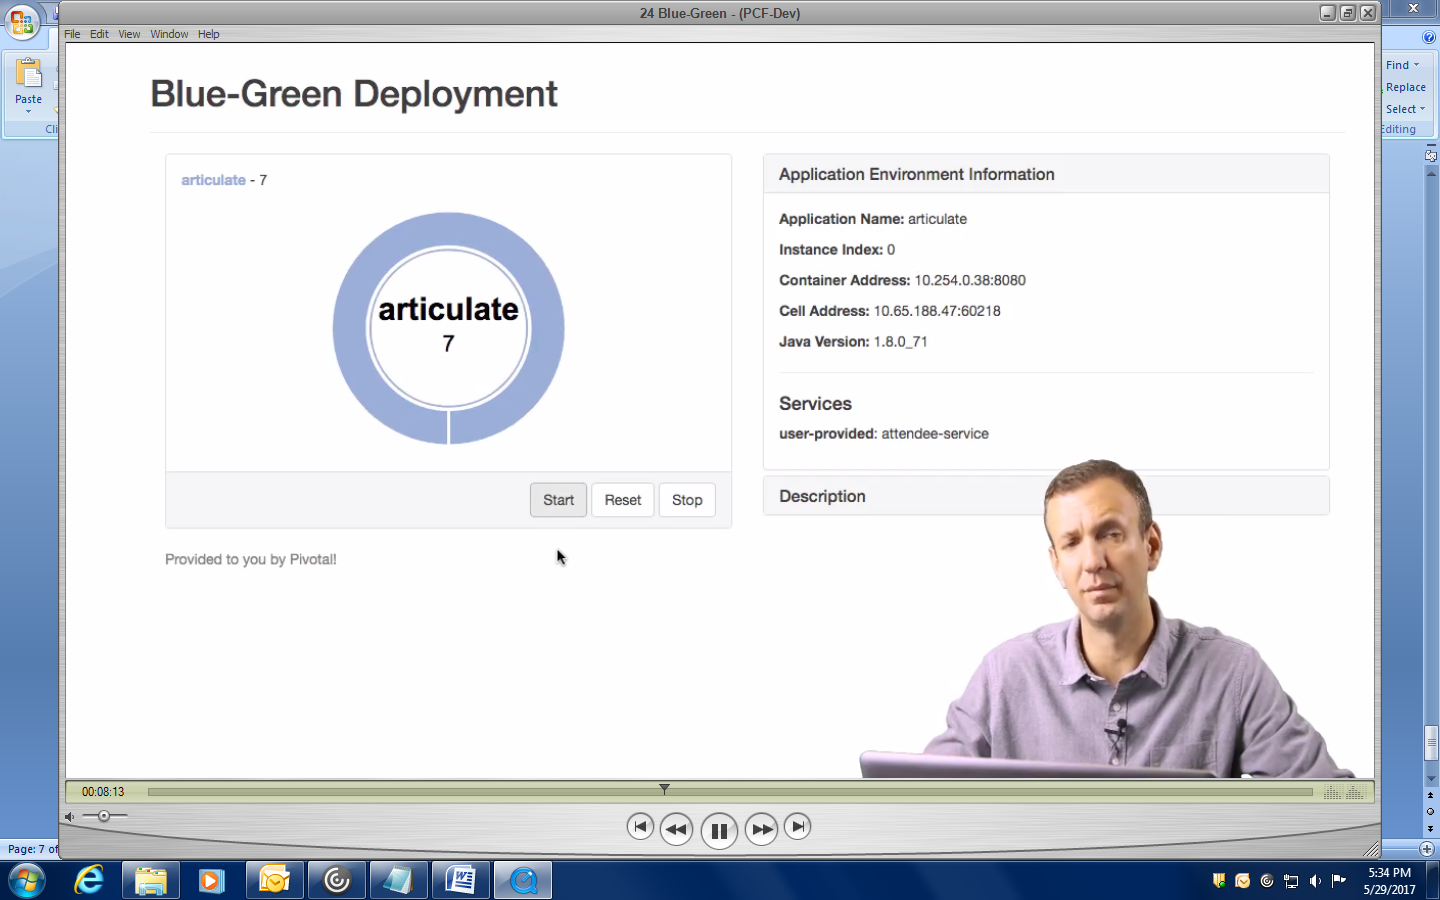 24 Blue-Green - (PCF-Dev)
File Edit View Window Help
Paste
Find
Replace
Select
Editing
Blue-Green Deployment
articulate - 7
articulate
7
Start Reset Stop
Provided to you by Pivotal!
Application Environment Information
Application Name: articulate
Instance Index: 0
Container Address: 10.254.0.38:8080
Cell Address: 10.65.188.47:60218
Java Version: 1.8.0_71
Services
user-provided: attendee-service
Description
00:08:13
Page: 7 of
5:34 PM
5/29/2017